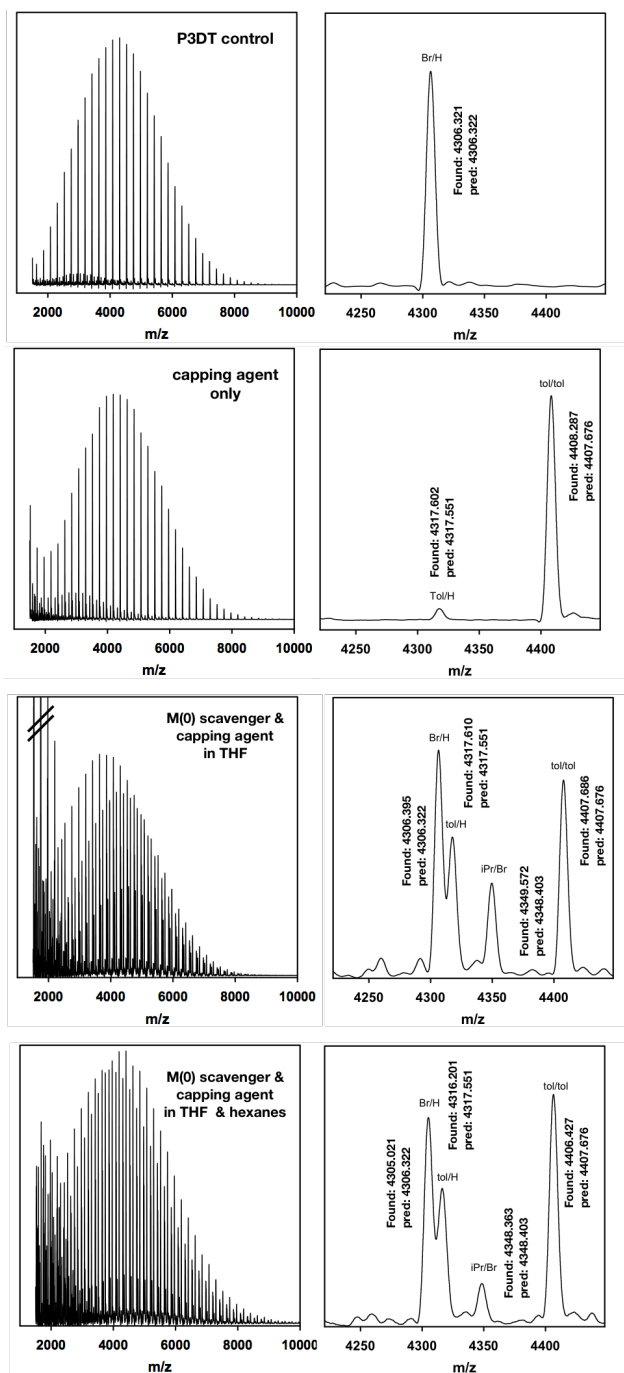 P3DT control
2000 4000 6000 8000 10000
m/z
Br/H
Found: 4306.321
pred: 4306.322
4250 4300 4350 4400
m/z
capping agent
only
2000 4000 6000 8000 10000
m/z
tol/tol
Found: 4408.287
pred: 4407.676
Found: 4317.602
pred: 4317.551
Tol/H
4250 4300 4350 4400
m/z
M(0) scavenger &
capping agent
in THF
2000 4000 6000 8000 10000
m/z
Br/H
Found: 4317.610
pred: 4317.551
tol/tol
Found: 4306.395
pred: 4306.322
tol/H
iPr/Br
Found: 4349.572
pred: 4348.403
Found: 4407.686
pred: 4407.676
4250 4300 4350 4400
m/z
M(0) scavenger &
capping agent
in THF & hexanes
2000 4000 6000 8000 10000
m/z
Br/H
Found: 4316.201
pred: 4317.551
tol/tol
Found: 4305.021
pred: 4306.322
tol/H
iPr/Br
Found: 4348.363
pred: 4348.403
Found: 4406.427
pred: 4407.676
4250 4300 4350 4400
m/z